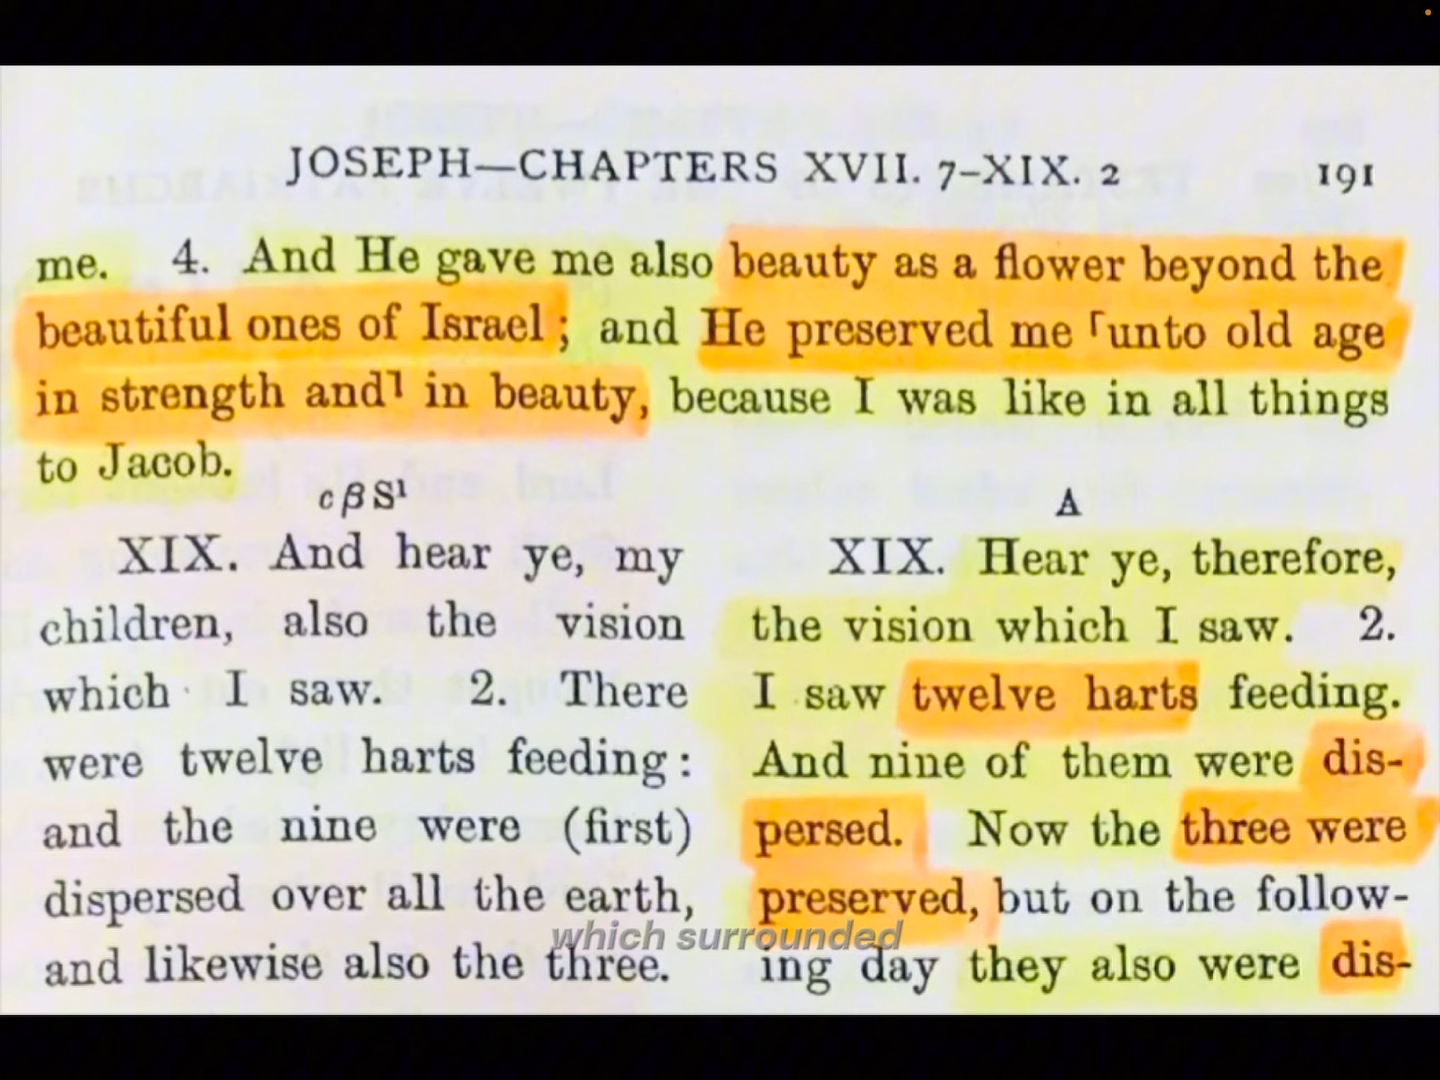 JOSEPH—CHAPTERS XVII. 7–XIX. 2 191
me. 4. And He gave me also beauty as a flower beyond the
beautiful ones of Israel; and He preserved me ⌜unto old age
in strength and⌝ in beauty, because I was like in all things
to Jacob.
c β S¹
XIX. And hear ye, my
children, also the vision
which I saw. 2. There
were twelve harts feeding:
and the nine were (first)
dispersed over all the earth,
and likewise also the three.
A
XIX. Hear ye, therefore,
the vision which I saw. 2.
I saw twelve harts feeding.
And nine of them were dis-
persed. Now the three were
preserved, but on the follow-
ing day they also were dis-
which surrounded